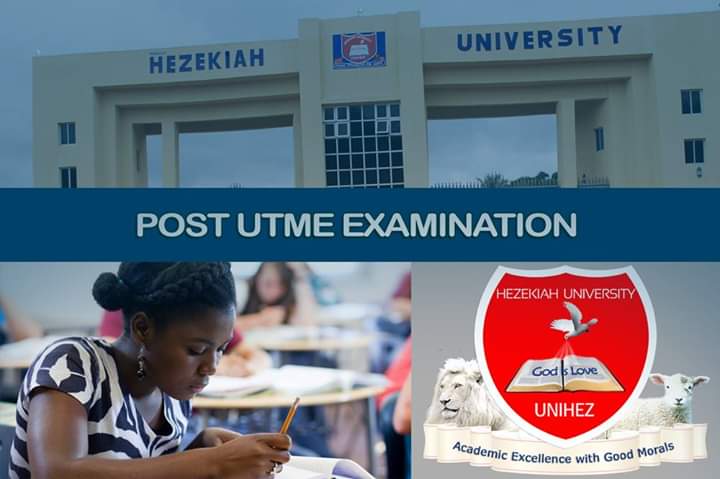 HEZEKIAH
UNIVERSITY
POST UTME EXAMINATION
HEZEKIAH UNIVERSITY
God is Love
UNIHEZ
Academic Excellence with Good Morals